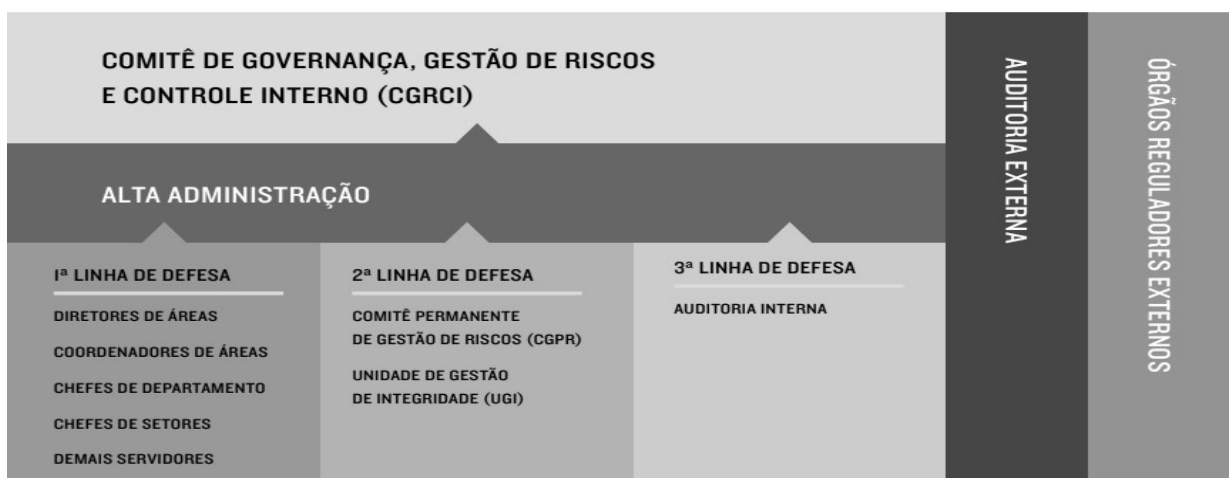 COMITÊ DE GOVERNANÇA, GESTÃO DE RISCOS
E CONTROLE INTERNO (CGRCI)
ALTA ADMINISTRAÇÃO
1ª LINHA DE DEFESA
DIRETORES DE ÁREAS
COORDENADORES DE ÁREAS
CHEFES DE DEPARTAMENTO
CHEFES DE SETORES
DEMAIS SERVIDORES
2ª LINHA DE DEFESA
COMITÊ PERMANENTE
DE GESTÃO DE RISCOS (CGPR)
UNIDADE DE GESTÃO
DE INTEGRIDADE (UGI)
3ª LINHA DE DEFESA
AUDITORIA INTERNA
AUDITORIA EXTERNA
ÓRGÃOS REGULADORES EXTERNOS